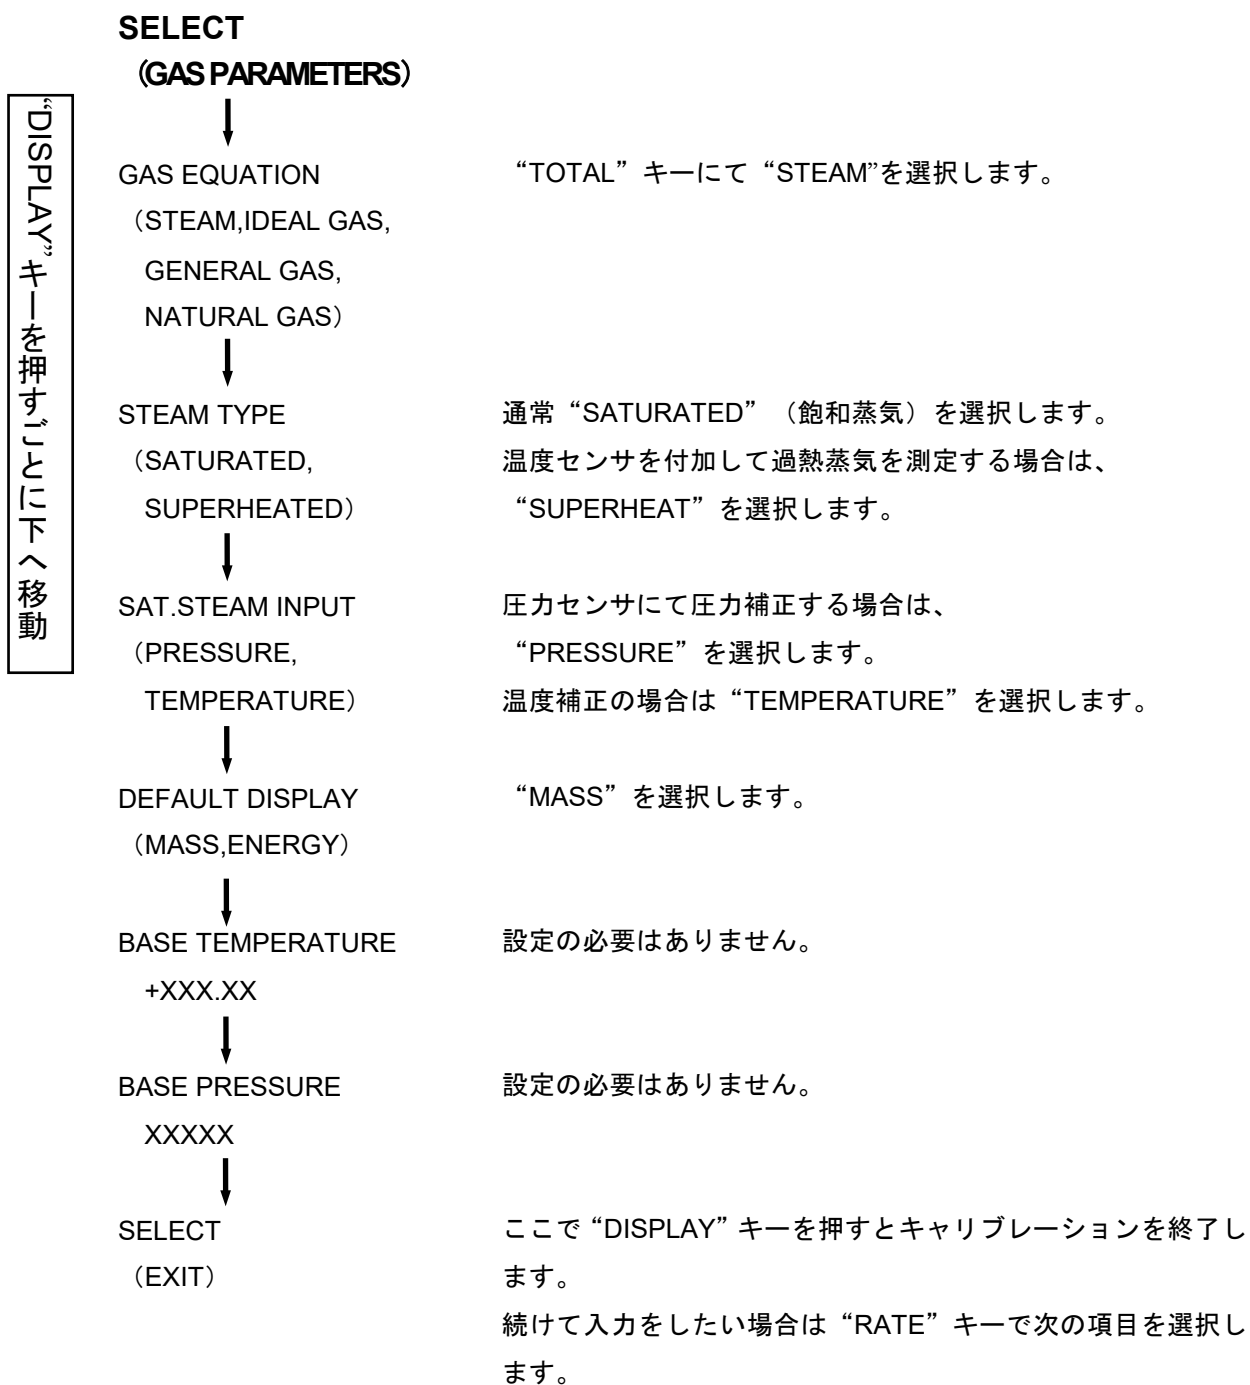 SELECT
（GAS PARAMETERS）
“DISPLAY”キーを押すごとに下へ移動
GAS EQUATION
“TOTAL”キーにて“STEAM”を選択します。
（STEAM,IDEAL GAS,
GENERAL GAS,
NATURAL GAS）
STEAM TYPE
通常“SATURATED”（飽和蒸気）を選択します。
（SATURATED,
温度センサを付加して過熱蒸気を測定する場合は、
SUPERHEATED）
“SUPERHEAT”を選択します。
SAT.STEAM INPUT
圧力センサにて圧力補正する場合は、
（PRESSURE,
“PRESSURE”を選択します。
TEMPERATURE）
温度補正の場合は“TEMPERATURE”を選択します。
DEFAULT DISPLAY
“MASS”を選択します。
（MASS,ENERGY）
BASE TEMPERATURE
設定の必要はありません。
+XXX.XX
BASE PRESSURE
設定の必要はありません。
XXXXX
SELECT
ここで“DISPLAY”キーを押すとキャリブレーションを終了し
（EXIT）
ます。
続けて入力をしたい場合は“RATE”キーで次の項目を選択し
ます。